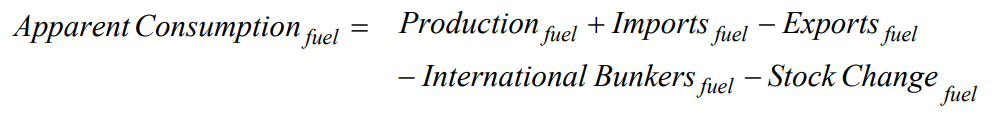 Apparent Consumption fuel = Production fuel + Imports fuel − Exports fuel
− International Bunkers fuel − Stock Change fuel